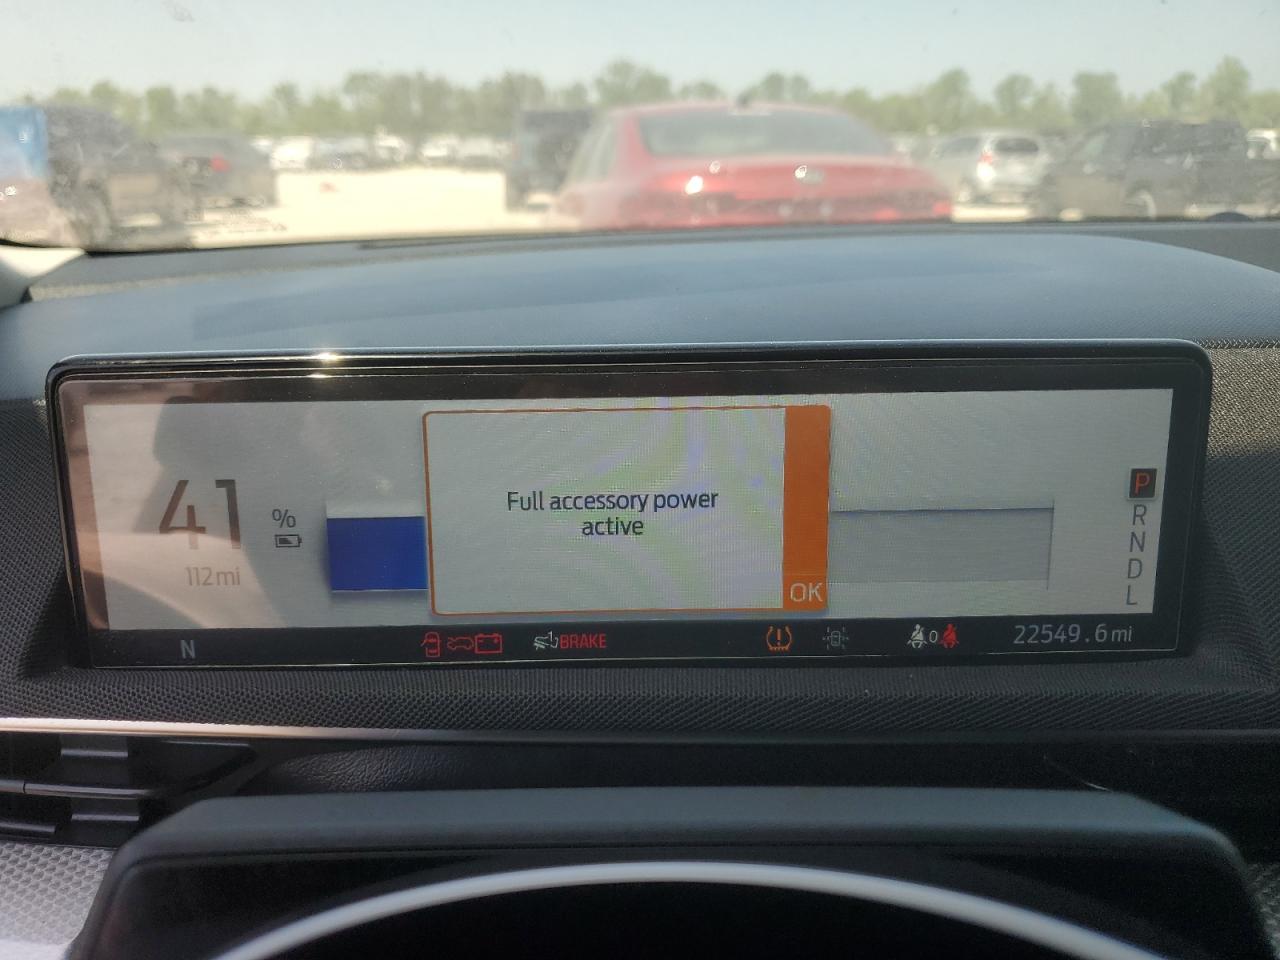 41 %
112mi
Full accessory power
active
OK
P
R
N
D
L
N
BRAKE
0
22549.6mi